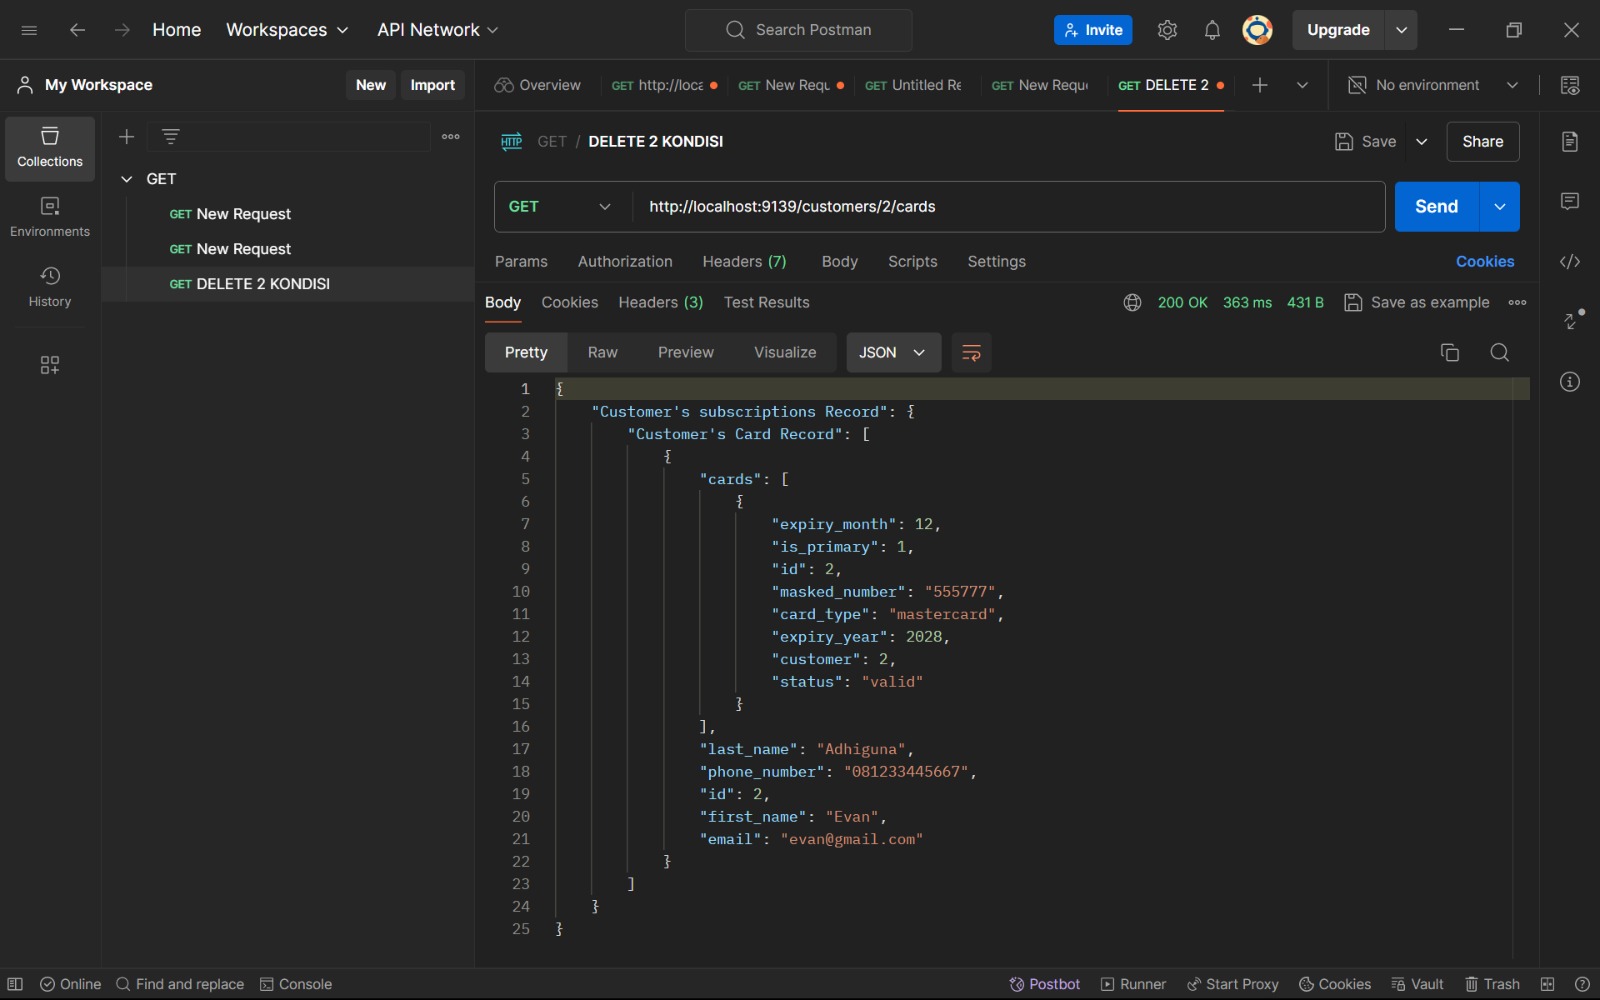 Home
Workspaces
API Network
Search Postman
Invite
Upgrade
My Workspace
New
Import
Overview
GET http://loca
GET New Requ
GET Untitled Re
GET New Reque
GET DELETE 2
No environment
Collections
Environments
History
GET
GET New Request
GET New Request
GET DELETE 2 KONDISI
HTTP GET / DELETE 2 KONDISI
Save
Share
GET
http://localhost:9139/customers/2/cards
Send
Params
Authorization
Headers (7)
Body
Scripts
Settings
Cookies
Body
Cookies
Headers (3)
Test Results
200 OK
363 ms
431 B
Save as example
Pretty
Raw
Preview
Visualize
JSON
1 {
2 "Customer's subscriptions Record": {
3 "Customer's Card Record": [
4 {
5 "cards": [
6 {
7 "expiry_month": 12,
8 "is_primary": 1,
9 "id": 2,
10 "masked_number": "555777",
11 "card_type": "mastercard",
12 "expiry_year": 2028,
13 "customer": 2,
14 "status": "valid"
15 }
16 ],
17 "last_name": "Adhiguna",
18 "phone_number": "081233445667",
19 "id": 2,
20 "first_name": "Evan",
21 "email": "evan@gmail.com"
22 }
23 ]
24 }
25 }
Online
Find and replace
Console
Postbot
Runner
Start Proxy
Cookies
Vault
Trash